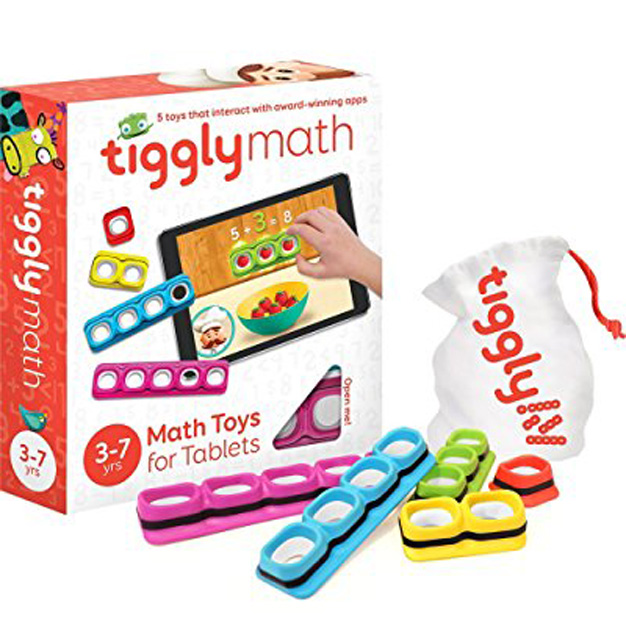 5 toys that interact with award-winning apps
tigglymath
5 + 3 = 8
Open me!
3-7
yrs
Math Toys
for Tablets
tigglymath
3-7
yrs
tiggly